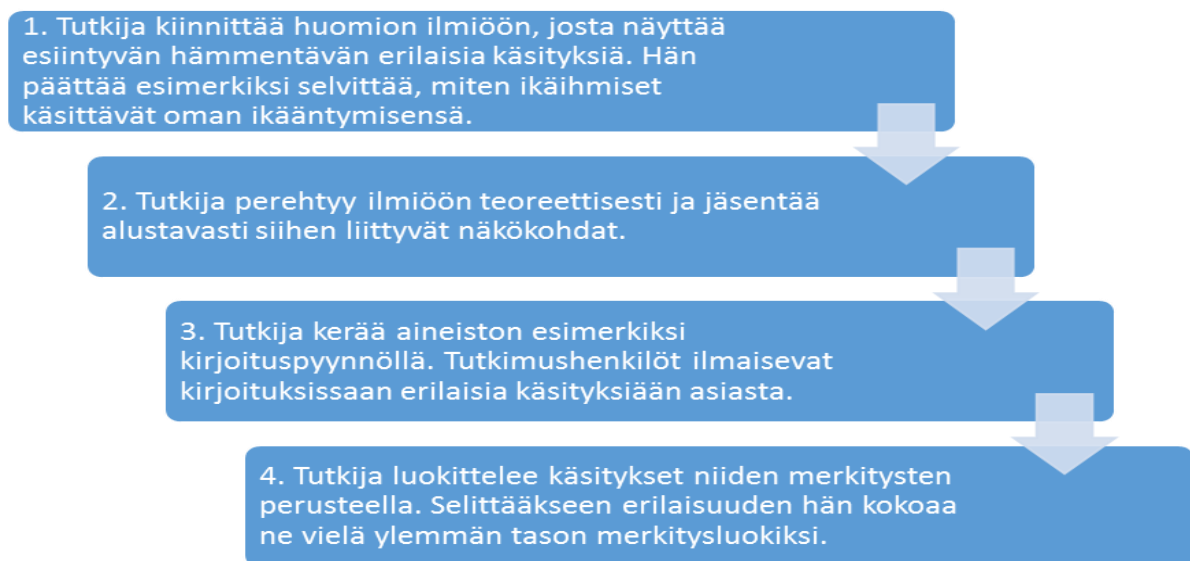 1. Tutkija kiinnittää huomion ilmiöön, josta näyttää
esiintyvän hämmentävän erilaisia käsityksiä. Hän
päättää esimerkiksi selvittää, miten ikäihmiset
käsittävät oman ikääntymisensä.
2. Tutkija perehtyy ilmiöön teoreettisesti ja jäsentää
alustavasti siihen liittyvät näkökohdat.
3. Tutkija kerää aineiston esimerkiksi
kirjoituspyynnöllä. Tutkimushenkilöt ilmaisevat
kirjoituksissaan erilaisia käsityksiään asiasta.
4. Tutkija luokittelee käsitykset niiden merkitysten
perusteella. Selittääkseen erilaisuuden hän kokoaa
ne vielä ylemmän tason merkitysluokiksi.